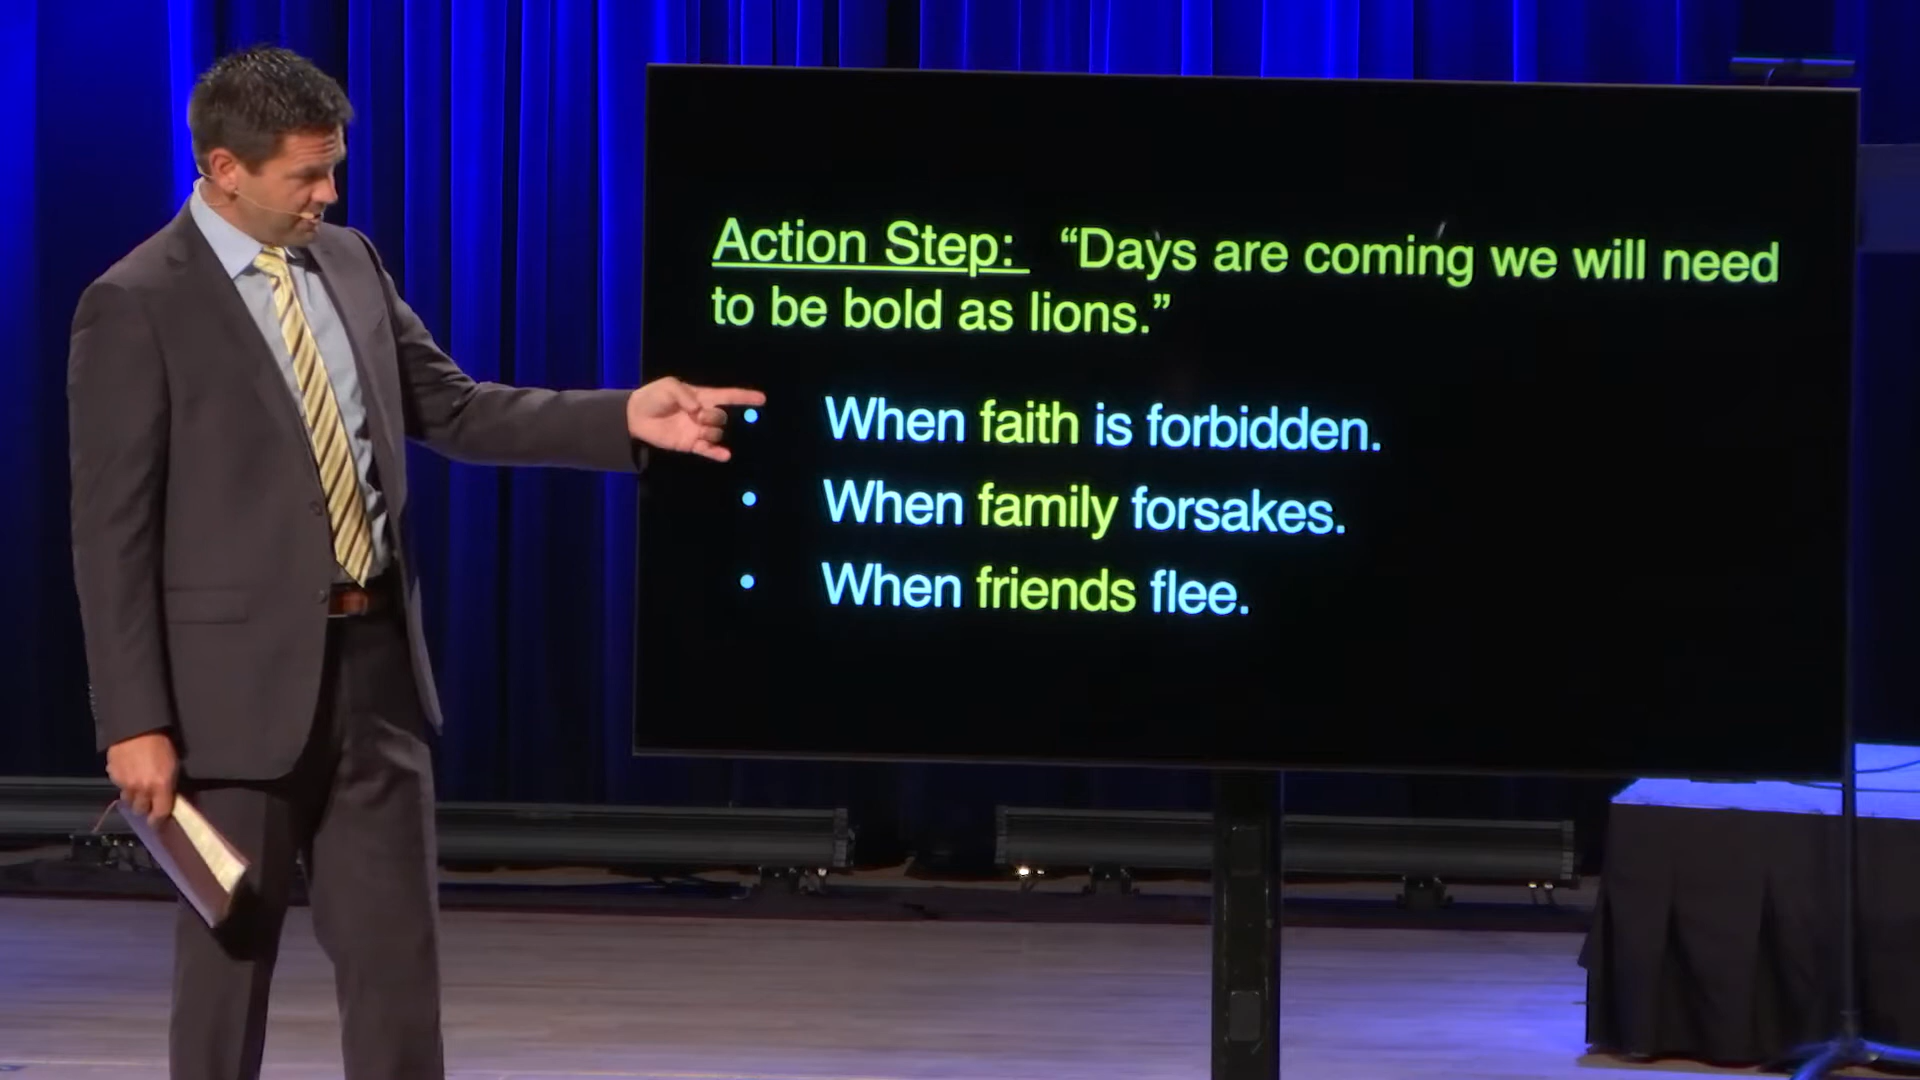 Action Step: “Days are coming we will need
to be bold as lions.”
• When faith is forbidden.
• When family forsakes.
• When friends flee.